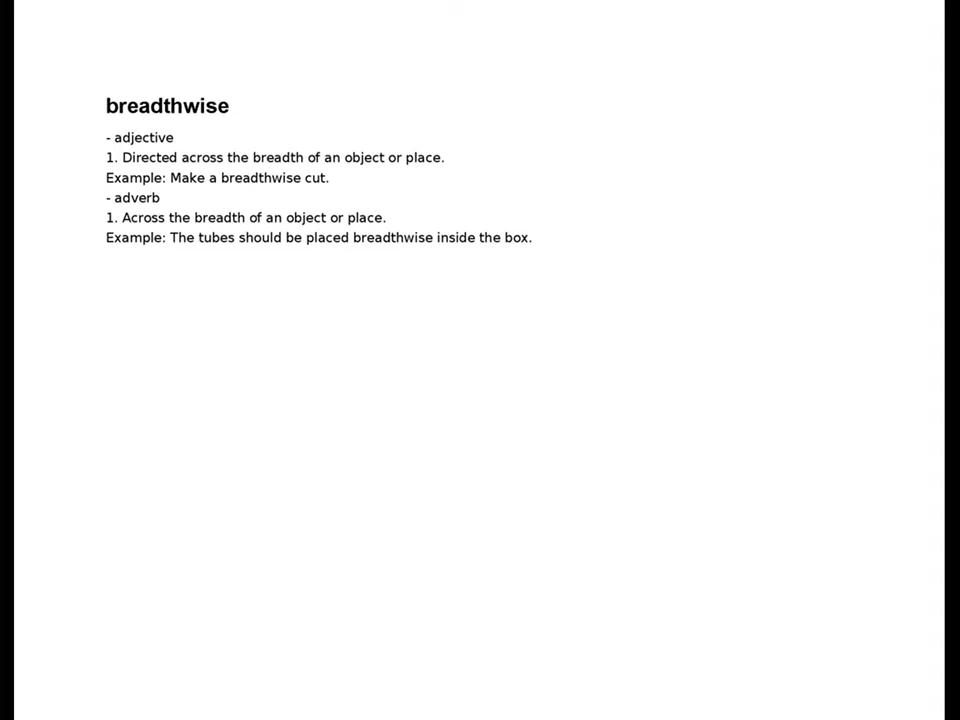 breadthwise
- adjective
1. Directed across the breadth of an object or place.
Example: Make a breadthwise cut.
- adverb
1. Across the breadth of an object or place.
Example: The tubes should be placed breadthwise inside the box.